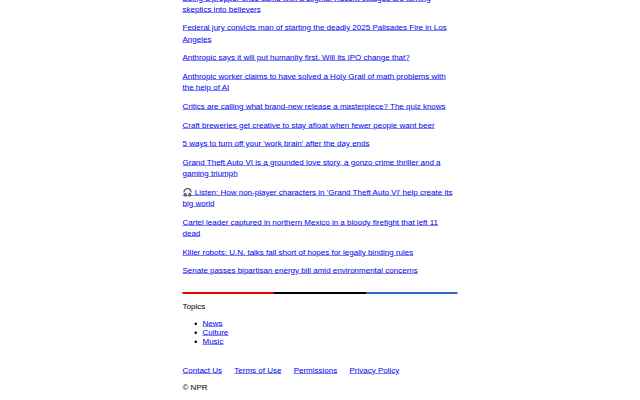 skeptics into believers
Federal jury convicts man of starting the deadly 2025 Palisades Fire in Los
Angeles
Anthropic says it will put humanity first. Will its IPO change that?
Anthropic worker claims to have solved a Holy Grail of math problems with
the help of AI
Critics are calling what brand-new release a masterpiece? The quiz knows
Craft breweries get creative to stay afloat when fewer people want beer
5 ways to turn off your 'work brain' after the day ends
Grand Theft Auto VI is a grounded love story, a gonzo crime thriller and a
gaming triumph
🎧 Listen: How non-player characters in 'Grand Theft Auto VI' help create its
big world
Cartel leader captured in northern Mexico in a bloody firefight that left 11
dead
Killer robots: U.N. talks fall short of hopes for legally binding rules
Senate passes bipartisan energy bill amid environmental concerns
Topics
News
Culture
Music
Contact Us Terms of Use Permissions Privacy Policy
© NPR